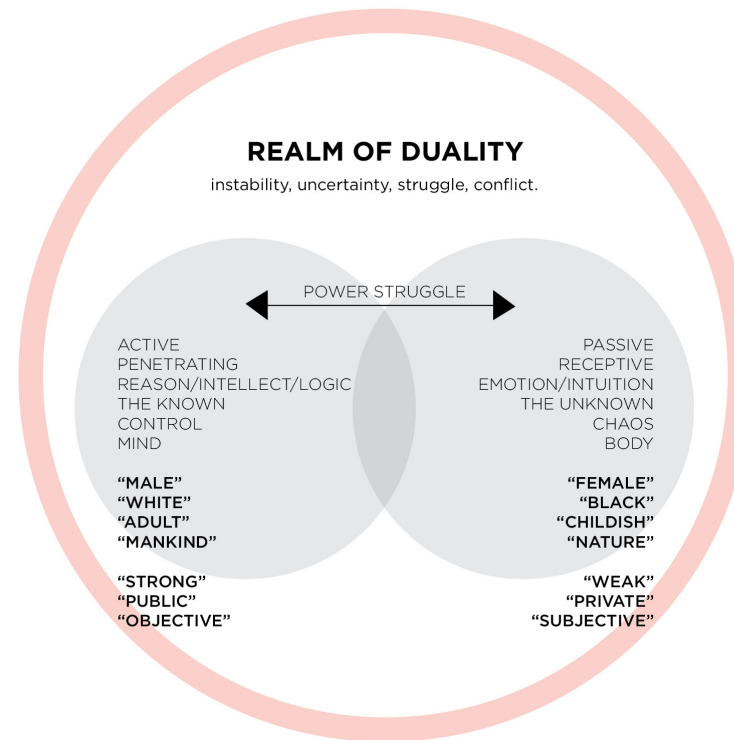 REALM OF DUALITY
instability, uncertainty, struggle, conflict.
POWER STRUGGLE
ACTIVE
PENETRATING
REASON/INTELLECT/LOGIC
THE KNOWN
CONTROL
MIND
“MALE”
“WHITE”
“ADULT”
“MANKIND”
“STRONG”
“PUBLIC”
“OBJECTIVE”
PASSIVE
RECEPTIVE
EMOTION/INTUITION
THE UNKNOWN
CHAOS
BODY
“FEMALE”
“BLACK”
“CHILDISH”
“NATURE”
“WEAK”
“PRIVATE”
“SUBJECTIVE”